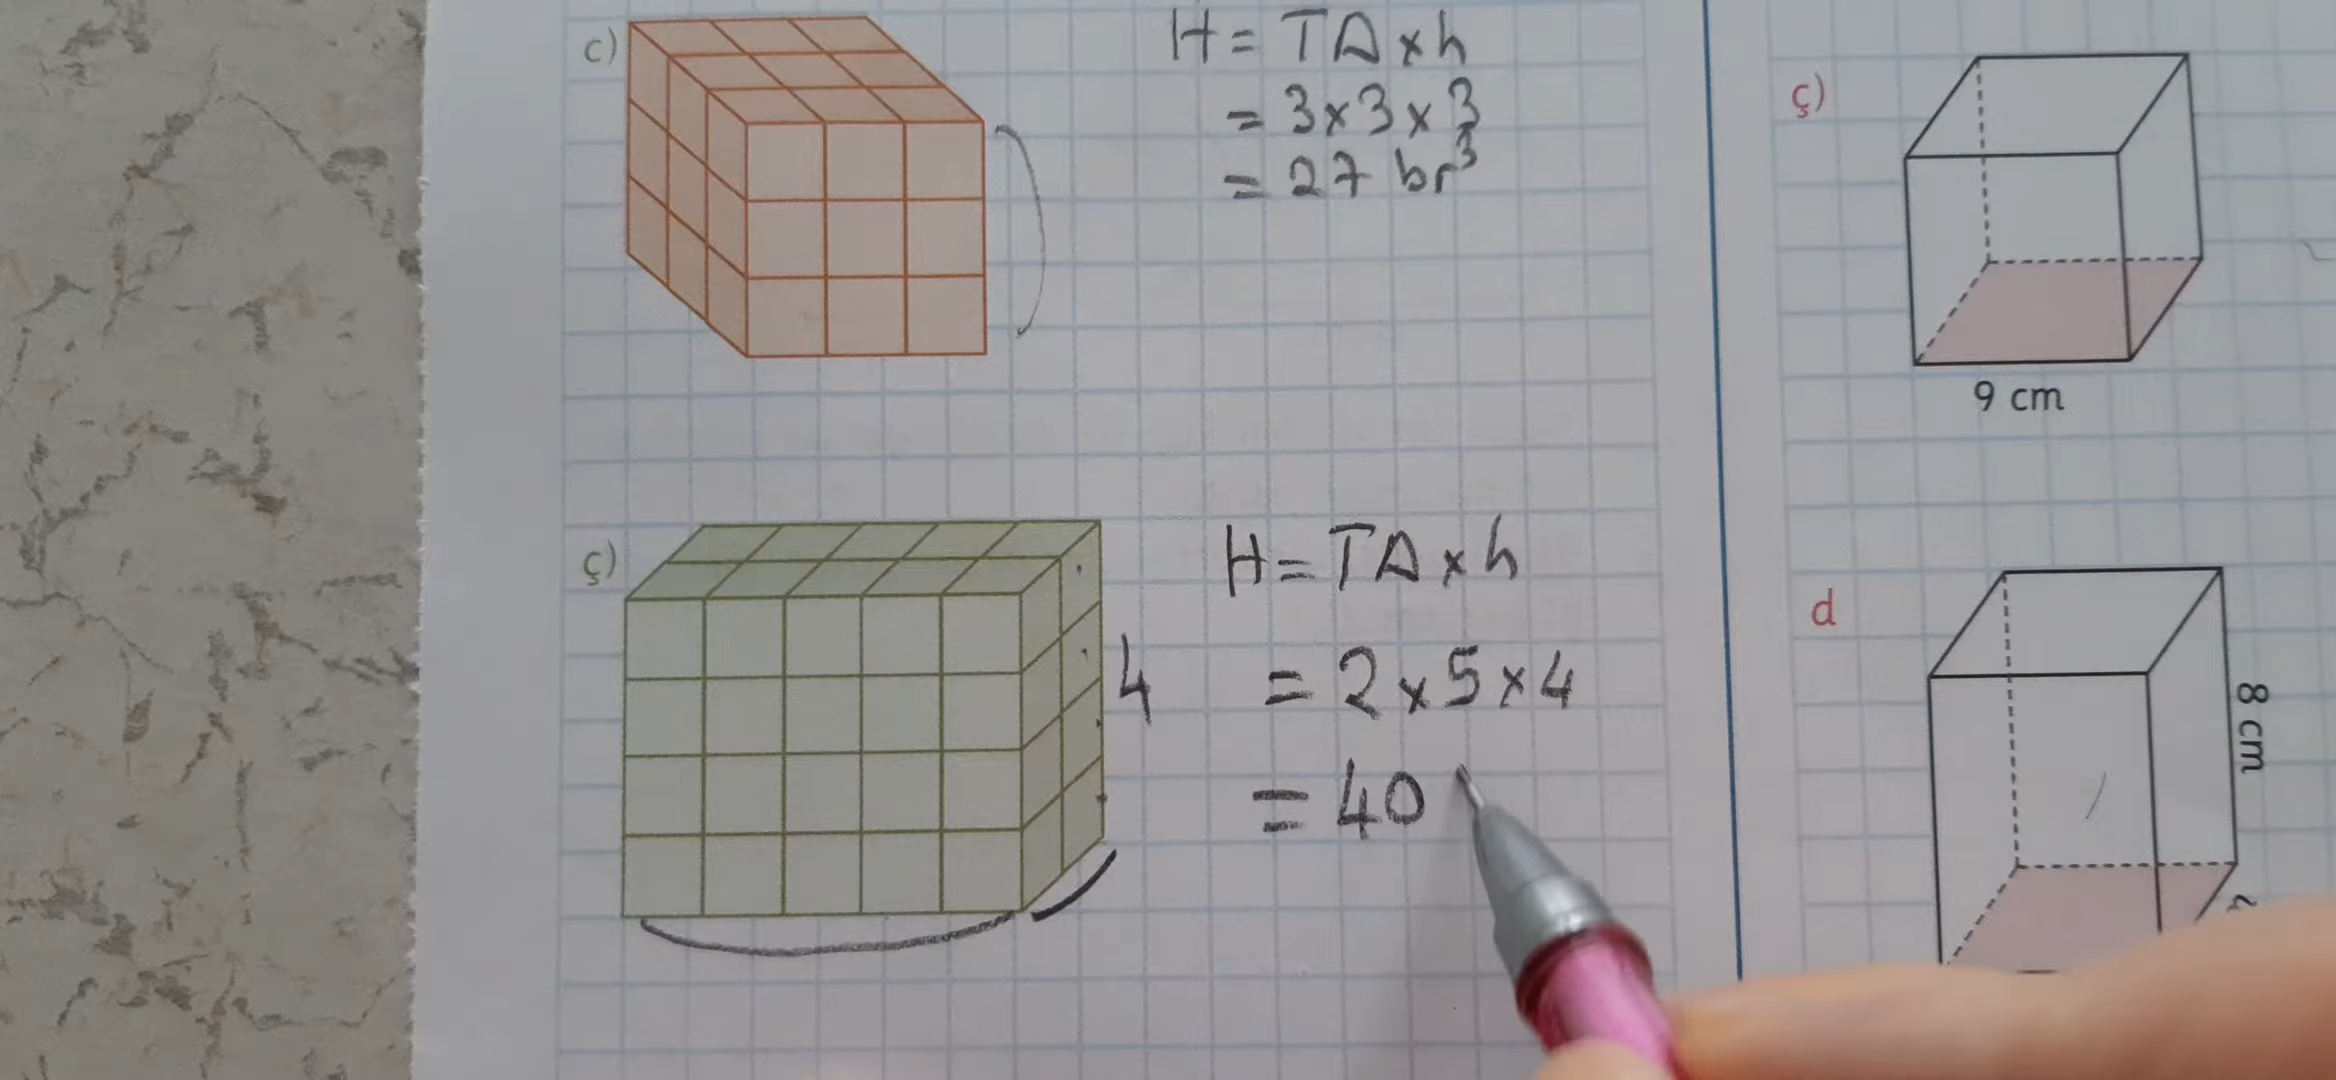 c)
H = TA x h
= 3 x 3 x 3
= 27 br³
ç)
4
H = TA x h
= 2 x 5 x 4
= 40
ç)
9 cm
d
8 cm